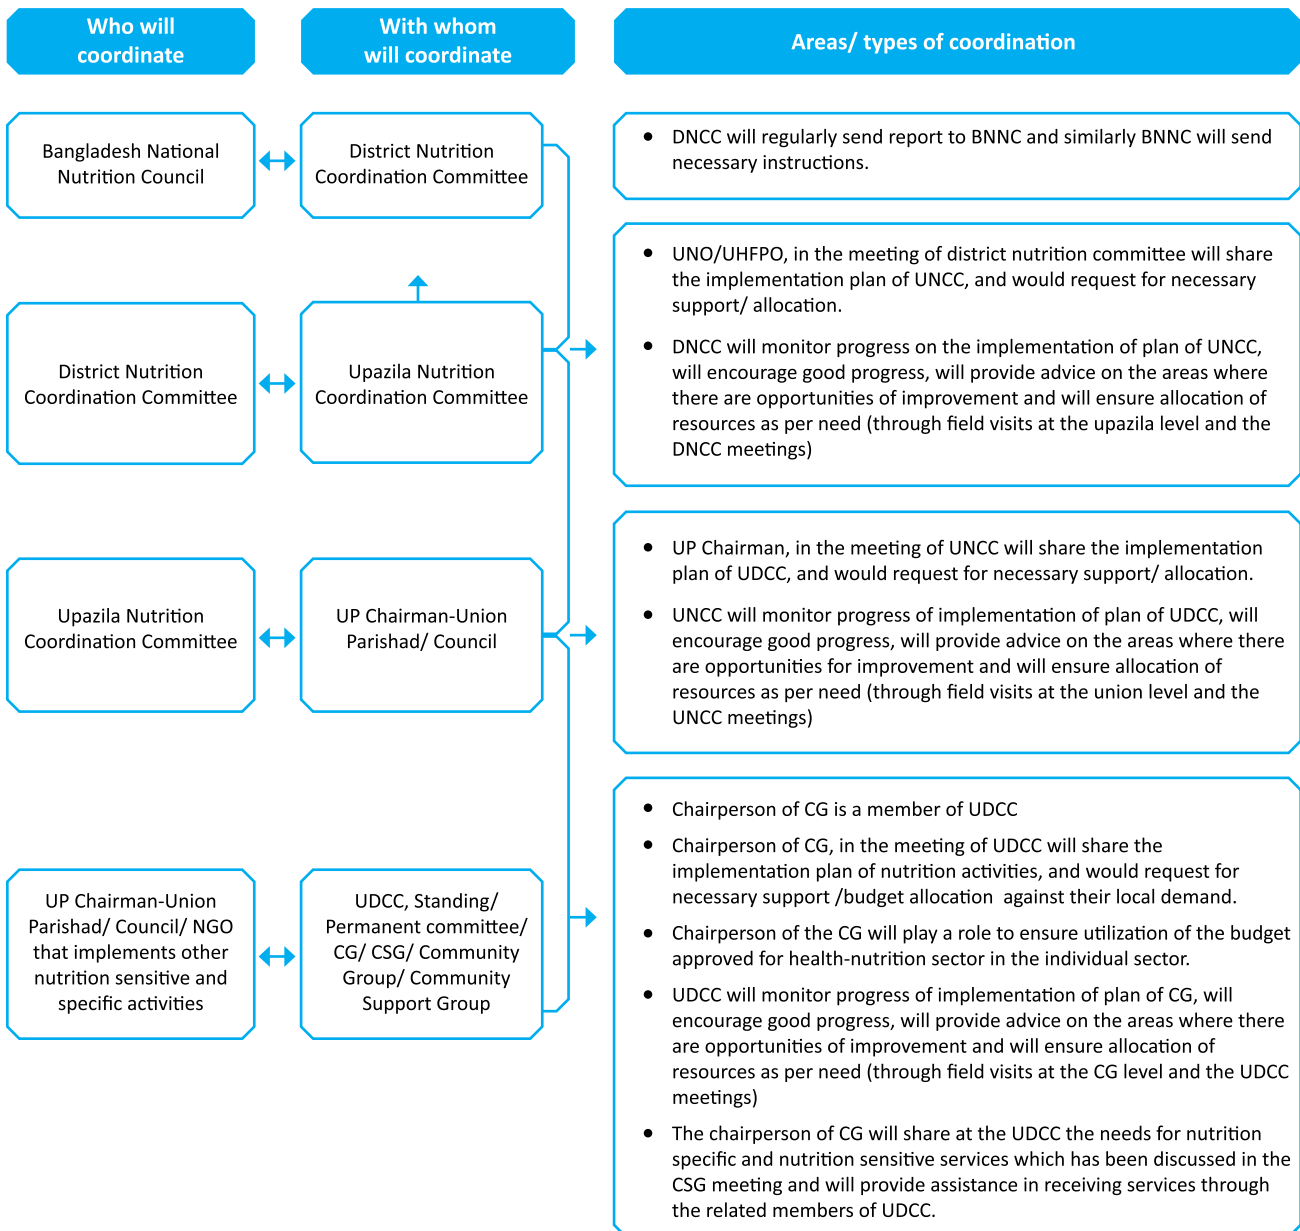 Who will
coordinate
With whom
will coordinate
Areas/ types of coordination
Bangladesh National
Nutrition Council
District Nutrition
Coordination Committee
• DNCC will regularly send report to BNNC and similarly BNNC will send
necessary instructions.
District Nutrition
Coordination Committee
Upazila Nutrition
Coordination Committee
• UNO/UHFPO, in the meeting of district nutrition committee will share
the implementation plan of UNCC, and would request for necessary
support/ allocation.
• DNCC will monitor progress on the implementation of plan of UNCC,
will encourage good progress, will provide advice on the areas where
there are opportunities of improvement and will ensure allocation of
resources as per need (through field visits at the upazila level and the
DNCC meetings)
Upazila Nutrition
Coordination Committee
UP Chairman-Union
Parishad/ Council
• UP Chairman, in the meeting of UNCC will share the implementation
plan of UDCC, and would request for necessary support/ allocation.
• UNCC will monitor progress of implementation of plan of UDCC, will
encourage good progress, will provide advice on the areas where there
are opportunities for improvement and will ensure allocation of
resources as per need (through field visits at the union level and the
UNCC meetings)
UP Chairman-Union
Parishad/ Council/ NGO
that implements other
nutrition sensitive and
specific activities
UDCC, Standing/
Permanent committee/
CG/ CSG/ Community
Group/ Community
Support Group
• Chairperson of CG is a member of UDCC
• Chairperson of CG, in the meeting of UDCC will share the
implementation plan of nutrition activities, and would request for
necessary support /budget allocation  against their local demand.
• Chairperson of the CG will play a role to ensure utilization of the budget
approved for health-nutrition sector in the individual sector.
• UDCC will monitor progress of implementation of plan of CG, will
encourage good progress, will provide advice on the areas where there
are opportunities of improvement and will ensure allocation of
resources as per need (through field visits at the CG level and the UDCC
meetings)
• The chairperson of CG will share at the UDCC the needs for nutrition
specific and nutrition sensitive services which has been discussed in the
CSG meeting and will provide assistance in receiving services through
the related members of UDCC.